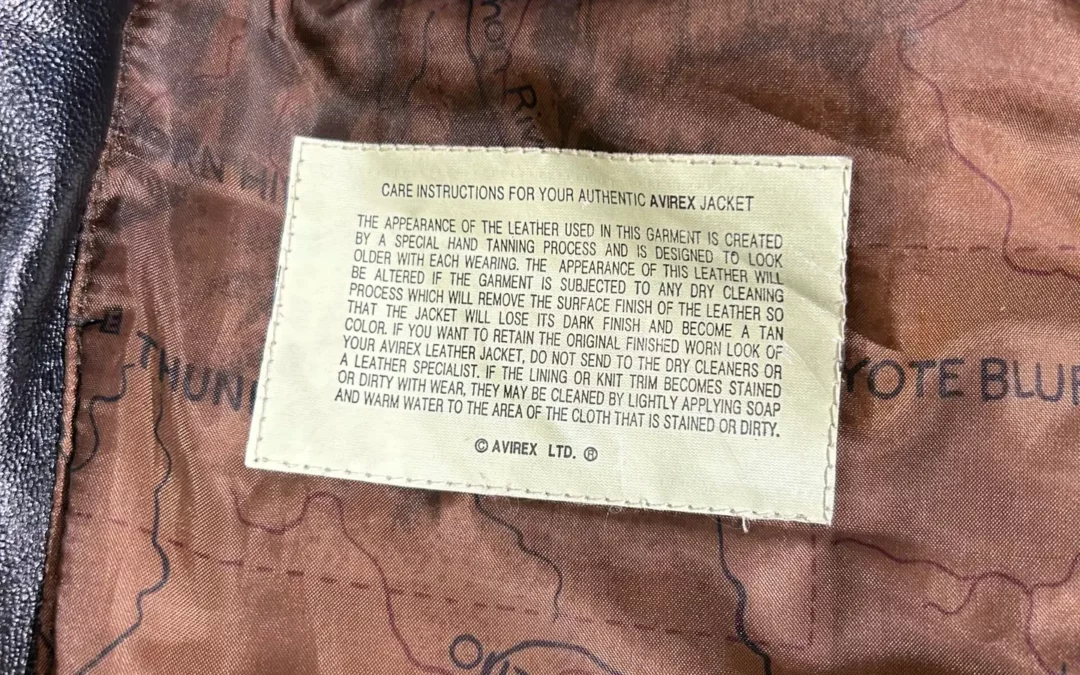 mon Riv
RN HI
CARE INSTRUCTIONS FOR YOUR AUTHENTIC AVIREX JACKET
THE APPEARANCE OF THE LEATHER USED IN THIS GARMENT IS CREATED
BY A SPECIAL HAND TANNING PROCESS AND IS DESIGNED TO LOOK
OLDER WITH EACH WEARING. THE APPEARANCE OF THIS LEATHER WILL
BE ALTERED IF THE GARMENT IS SUBJECTED TO ANY DRY CLEANING
PROCESS WHICH WILL REMOVE THE SURFACE FINISH OF THE LEATHER SO
THAT THE JACKET WILL LOSE ITS DARK FINISH AND BECOME A TAN
COLOR. IF YOU WANT TO RETAIN THE ORIGINAL FINISHED WORN LOOK OF
YOUR AVIREX LEATHER JACKET, DO NOT SEND TO THE DRY CLEANERS OR
A LEATHER SPECIALIST. IF THE LINING OR KNIT TRIM BECOMES STAINED
OR DIRTY WITH WEAR, THEY MAY BE CLEANED BY LIGHTLY APPLYING SOAP
AND WARM WATER TO THE AREA OF THE CLOTH THAT IS STAINED OR DIRTY.
© AVIREX LTD. ®
THUN
YOTE BLUF